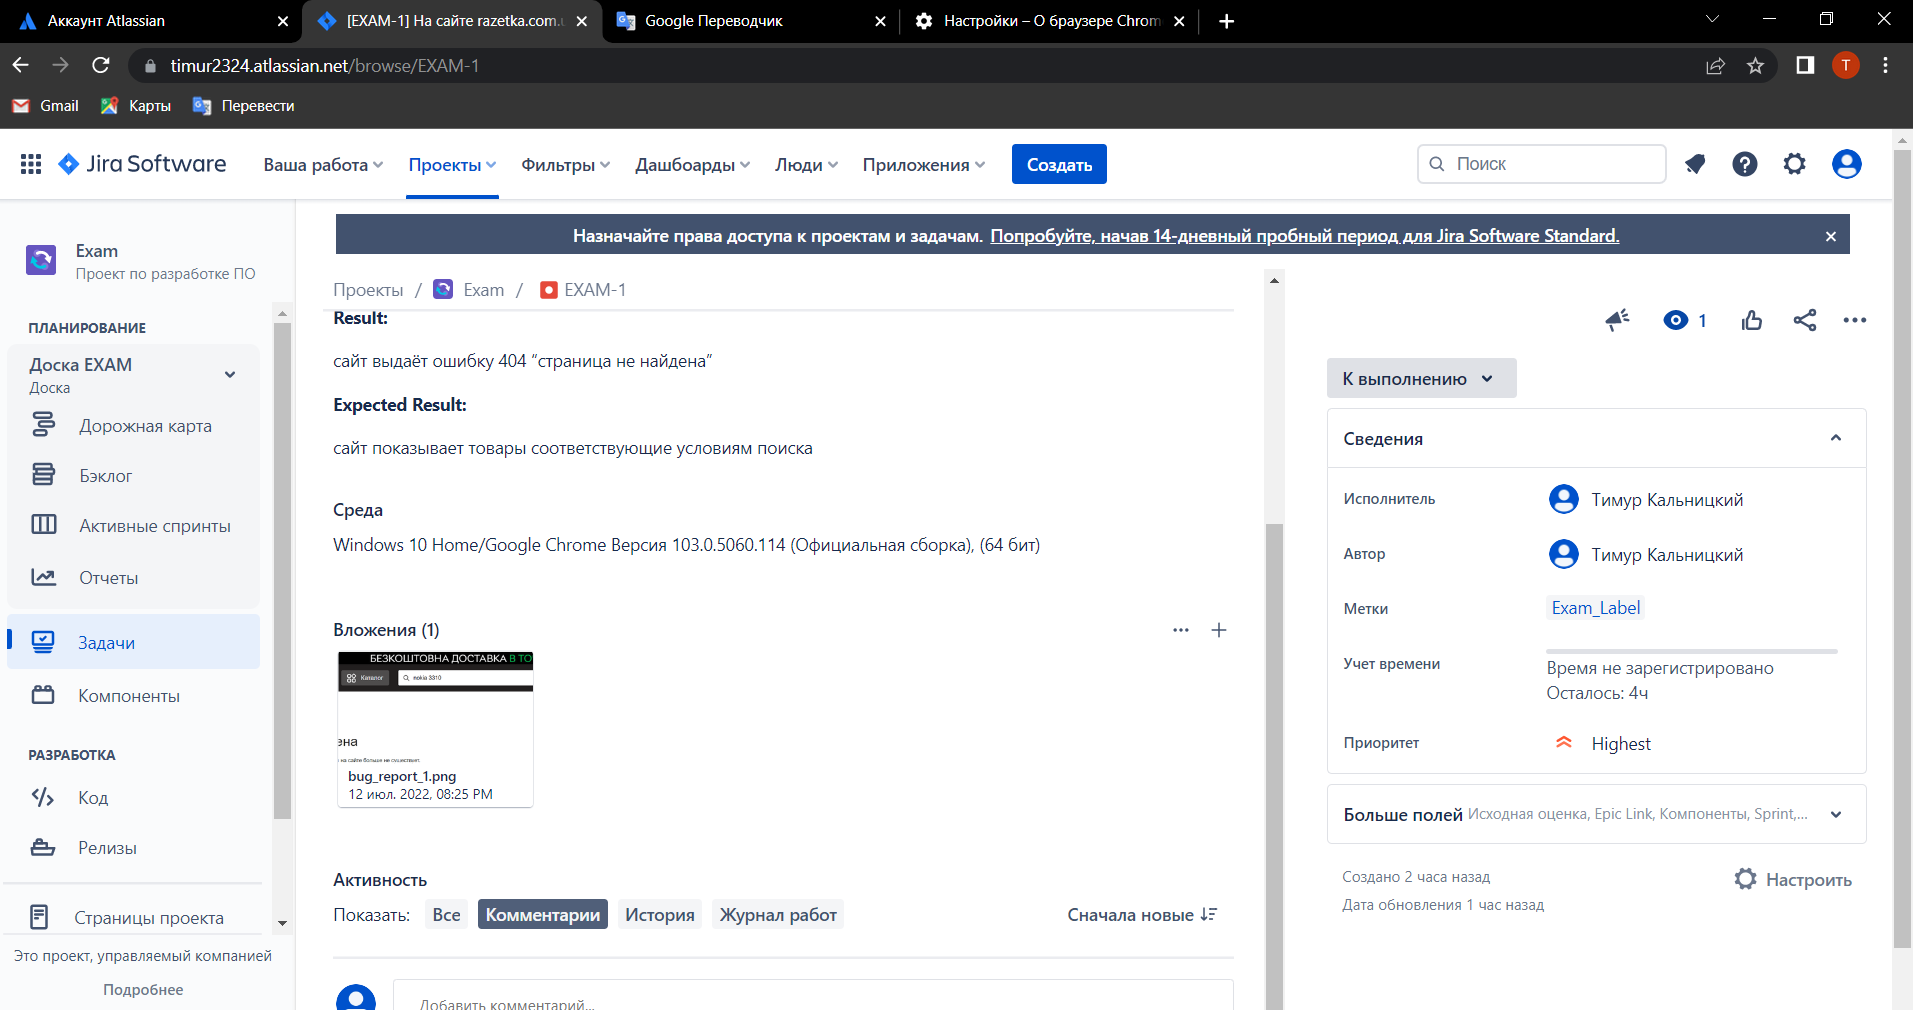 Аккаунт Atlassian
[EXAM-1] На сайте razetka.com.u
Google Переводчик
Настройки – О браузере Chrom
timur2324.atlassian.net/browse/EXAM-1
T
Gmail
Карты
Перевести
Jira Software
Ваша работа
Проекты
Фильтры
Дашбоарды
Люди
Приложения
Создать
Поиск
Exam
Проект по разработке ПО
ПЛАНИРОВАНИЕ
Доска EXAM
Доска
Дорожная карта
Бэклог
Активные спринты
Отчеты
Задачи
Компоненты
РАЗРАБОТКА
Код
Релизы
Страницы проекта
Это проект, управляемый компанией
Подробнее
Назначайте права доступа к проектам и задачам. Попробуйте, начав 14-дневный пробный период для Jira Software Standard.
Проекты / Exam / EXAM-1
Result:
сайт выдаёт ошибку 404 “страница не найдена”
Expected Result:
сайт показывает товары соответствующие условиям поиска
Среда
Windows 10 Home/Google Chrome Версия 103.0.5060.114 (Официальная сборка), (64 бит)
Вложения (1)
БЕЗКОШТОВНА ДОСТАВКА В ТО
Каталог
nokia 3310
ена
на сайте больше не существует.
bug_report_1.png
12 июл. 2022, 08:25 PM
Активность
Показать: Все Комментарии История Журнал работ Сначала новые
Добавить комментарий...
1
К выполнению
Сведения
Исполнитель Тимур Кальницкий
Автор Тимур Кальницкий
Метки Exam_Label
Учет времени
Время не зарегистрировано
Осталось: 4ч
Приоритет Highest
Больше полей Исходная оценка, Epic Link, Компоненты, Sprint,...
Создано 2 часа назад
Дата обновления 1 час назад
Настроить